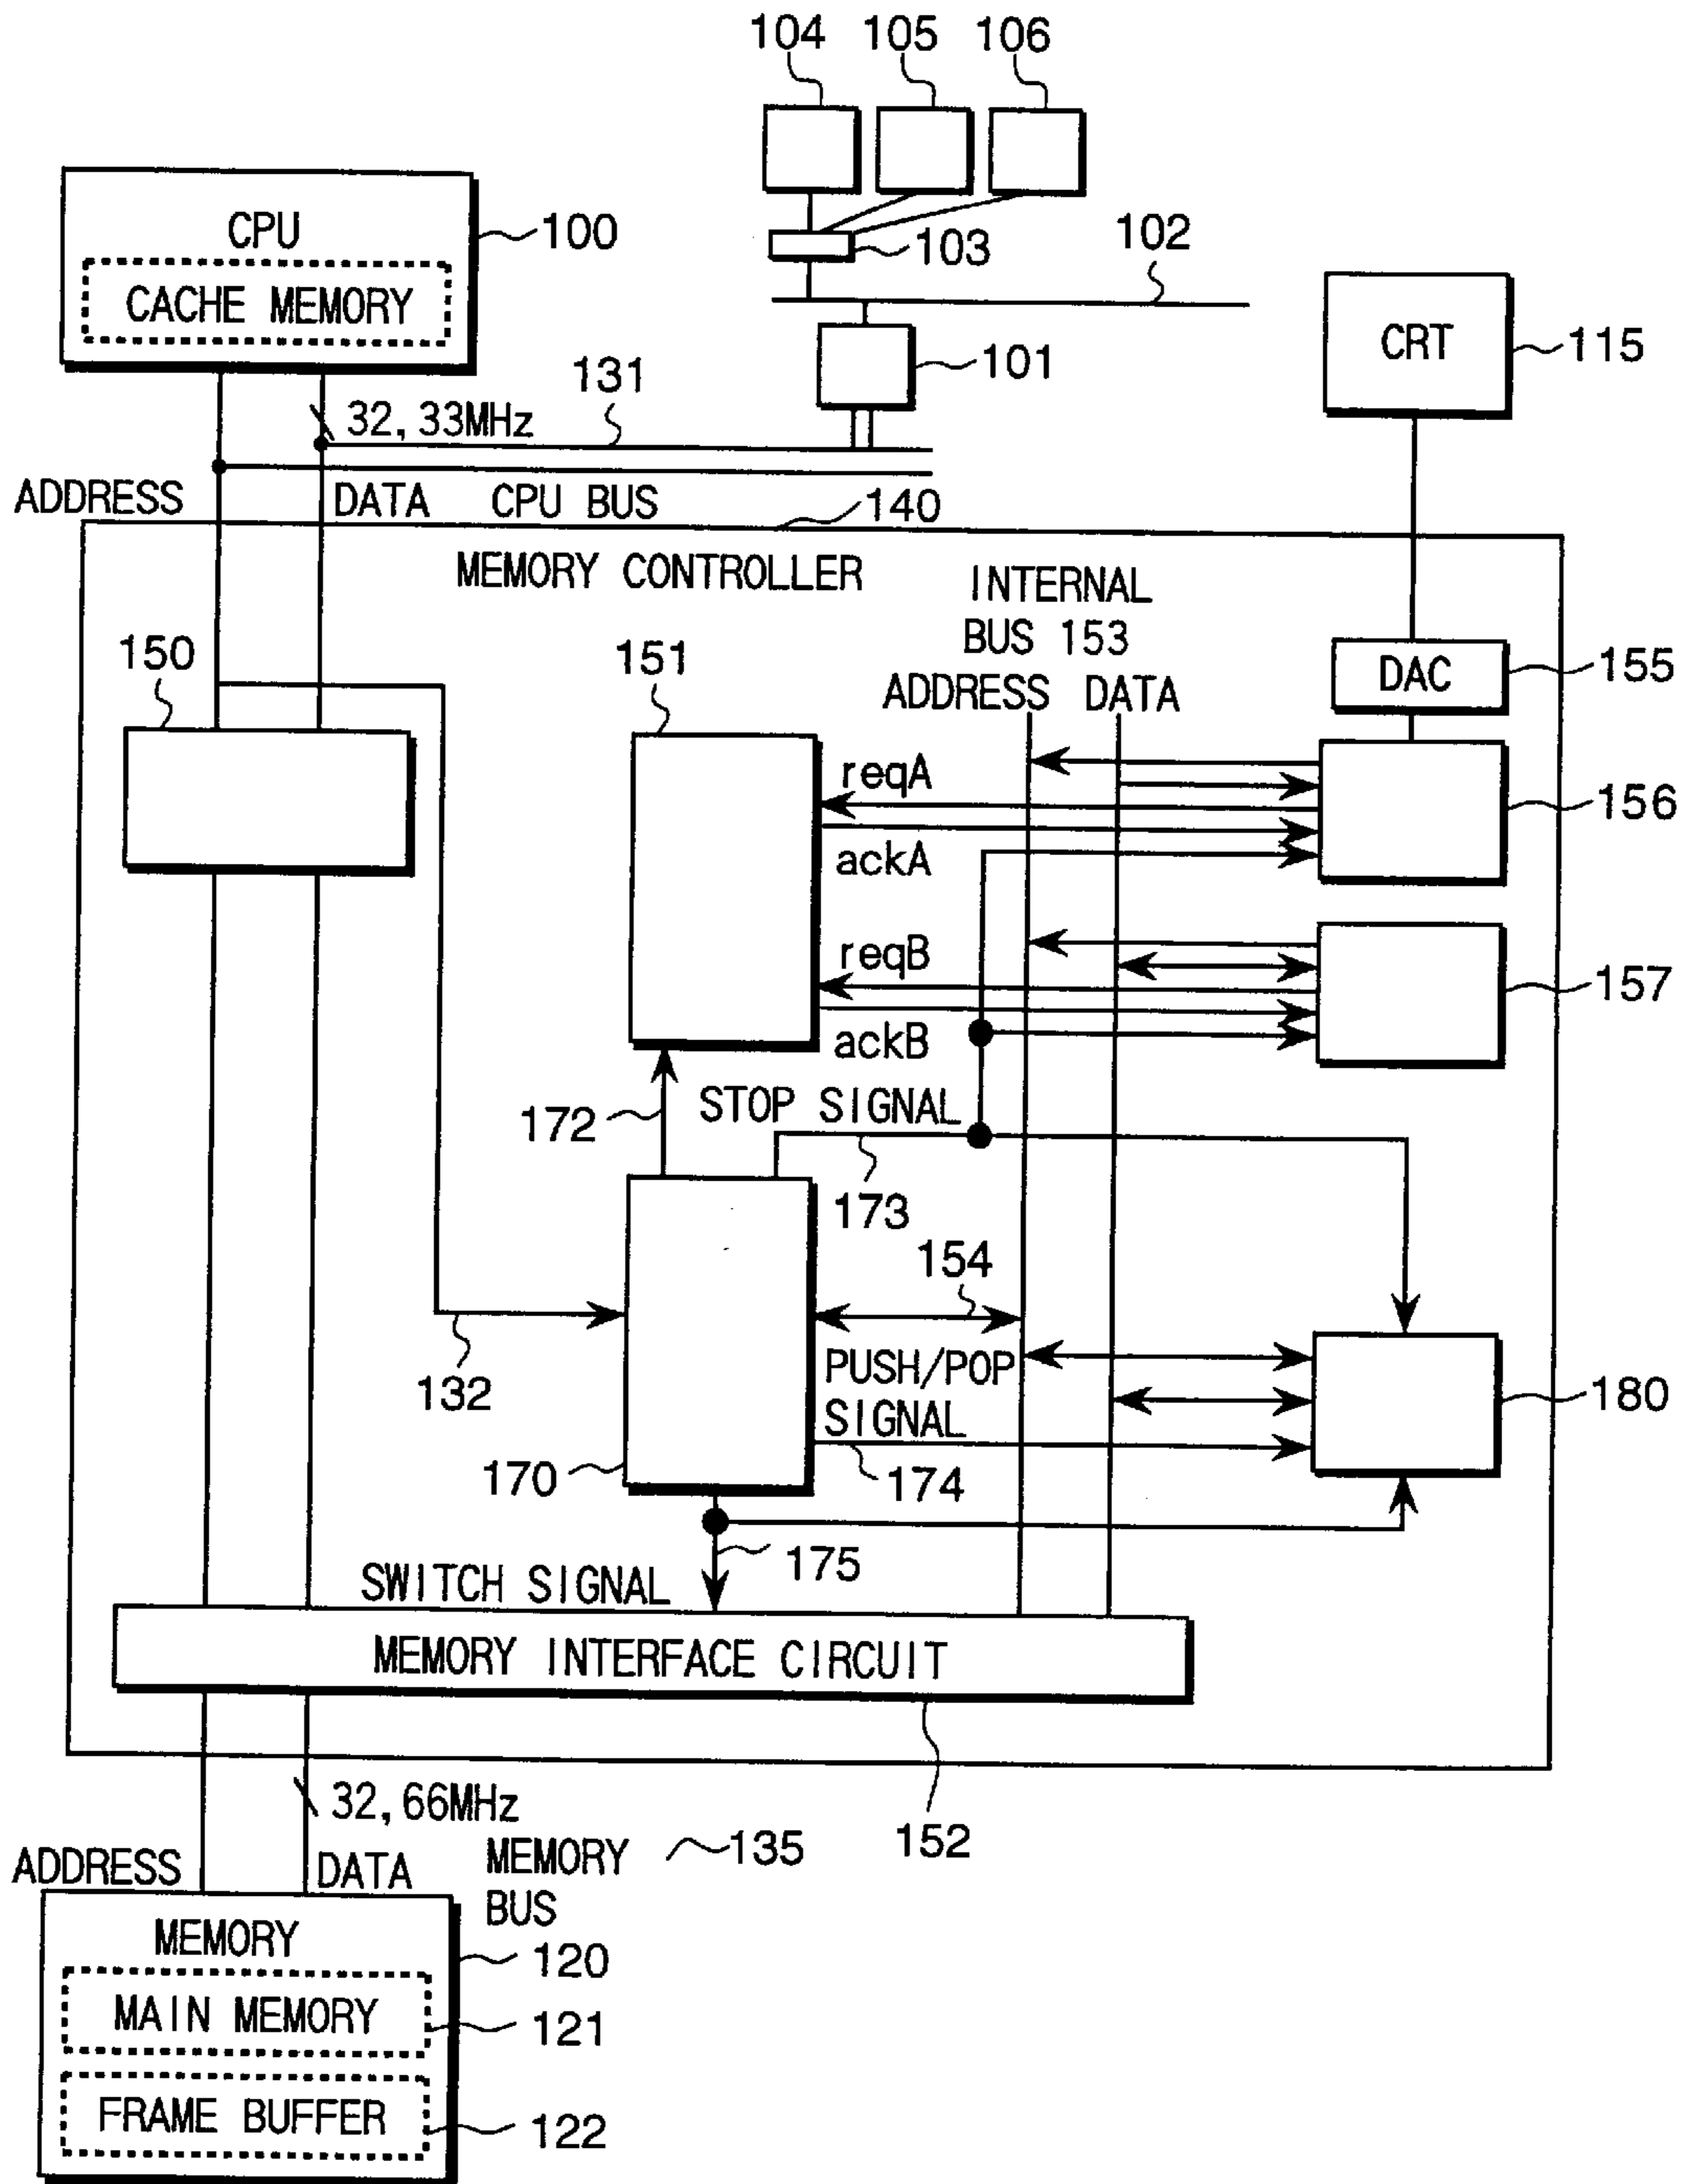 104 105 106
CPU
100
CACHE MEMORY
103
102
CRT
115
101
131
32, 33MHz
ADDRESS
DATA
CPU BUS
140
MEMORY CONTROLLER
INTERNAL
BUS 153
150
151
ADDRESS
DATA
DAC
155
reqA
156
ackA
reqB
157
ackB
172
STOP SIGNAL
173
154
132
PUSH/POP
SIGNAL
180
170
174
175
SWITCH SIGNAL
MEMORY INTERFACE CIRCUIT
32, 66MHz
152
ADDRESS
DATA
MEMORY
BUS
135
MEMORY
120
MAIN MEMORY
121
FRAME BUFFER
122